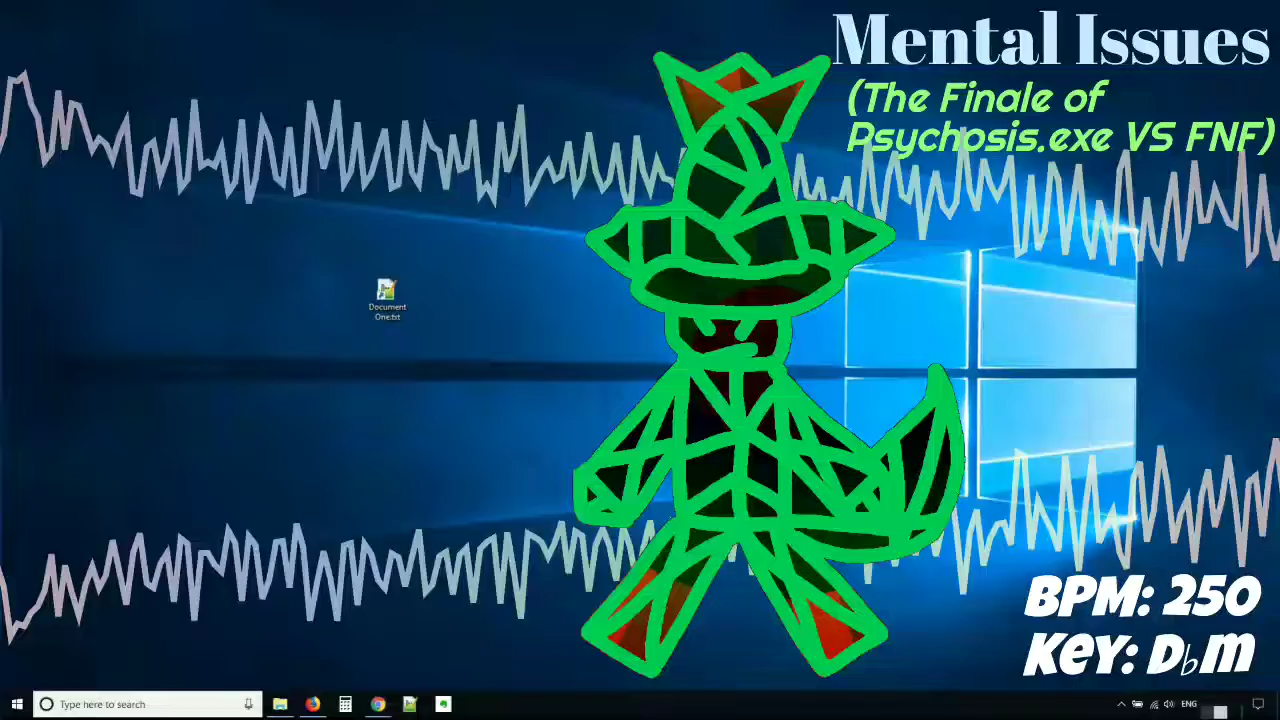 Mental Issues
(The Finale of
Psychosis.exe VS FNF)
Document
One.txt
BPM: 250
Key: D♭m
Type here to search
ENG